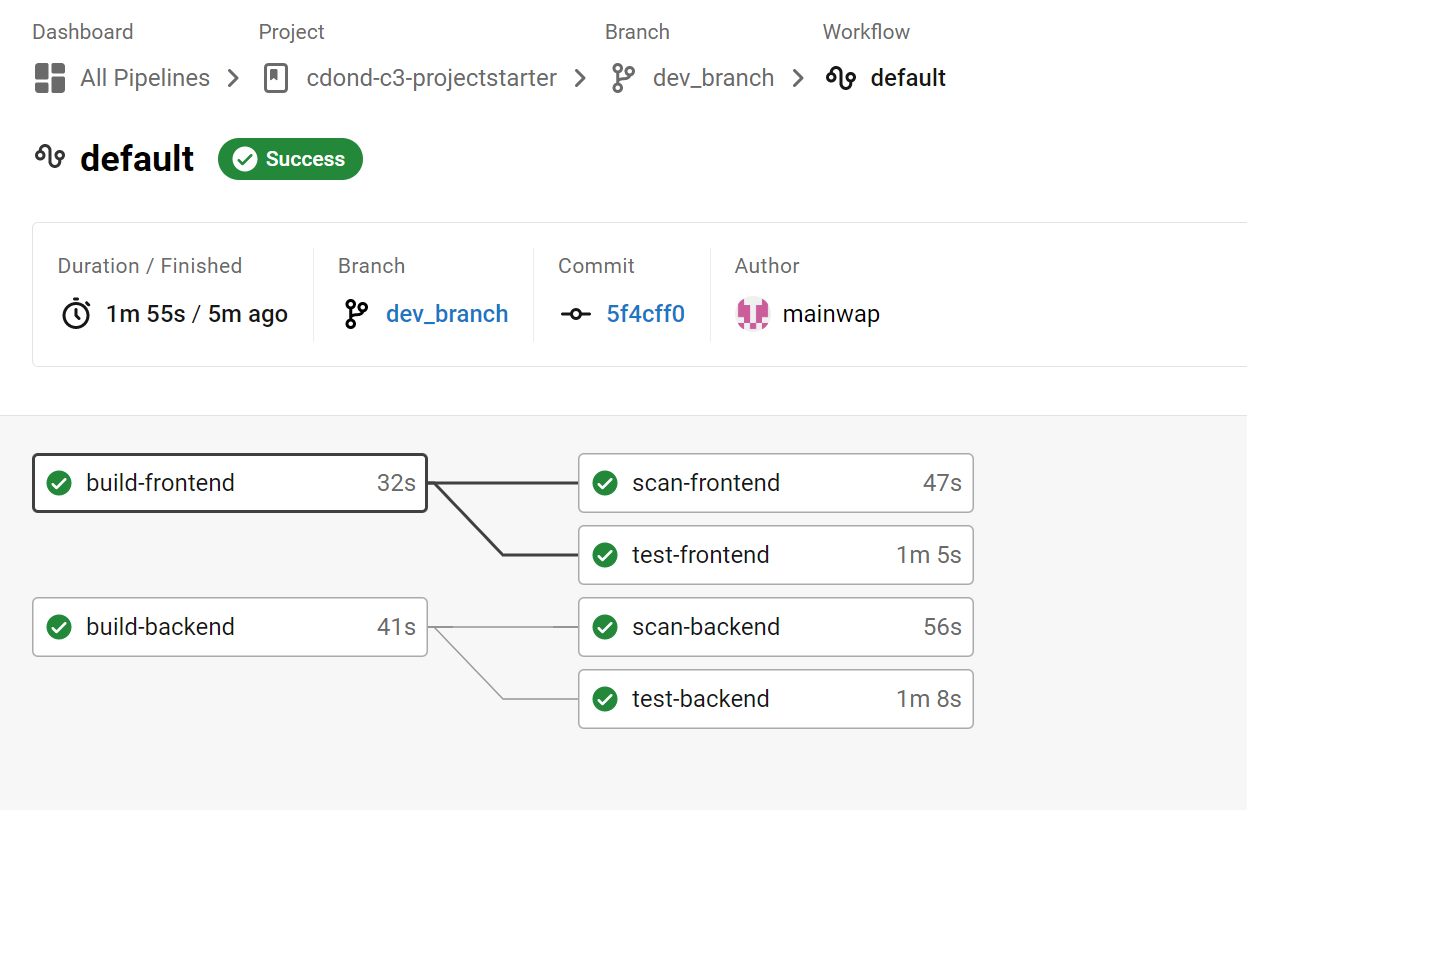 Dashboard Project Branch Workflow
All Pipelines cdond-c3-projectstarter dev_branch default
default Success
Duration / Finished Branch Commit Author
1m 55s / 5m ago dev_branch 5f4cff0 mainwap
build-frontend 32s scan-frontend 47s
test-frontend 1m 5s
build-backend 41s scan-backend 56s
test-backend 1m 8s